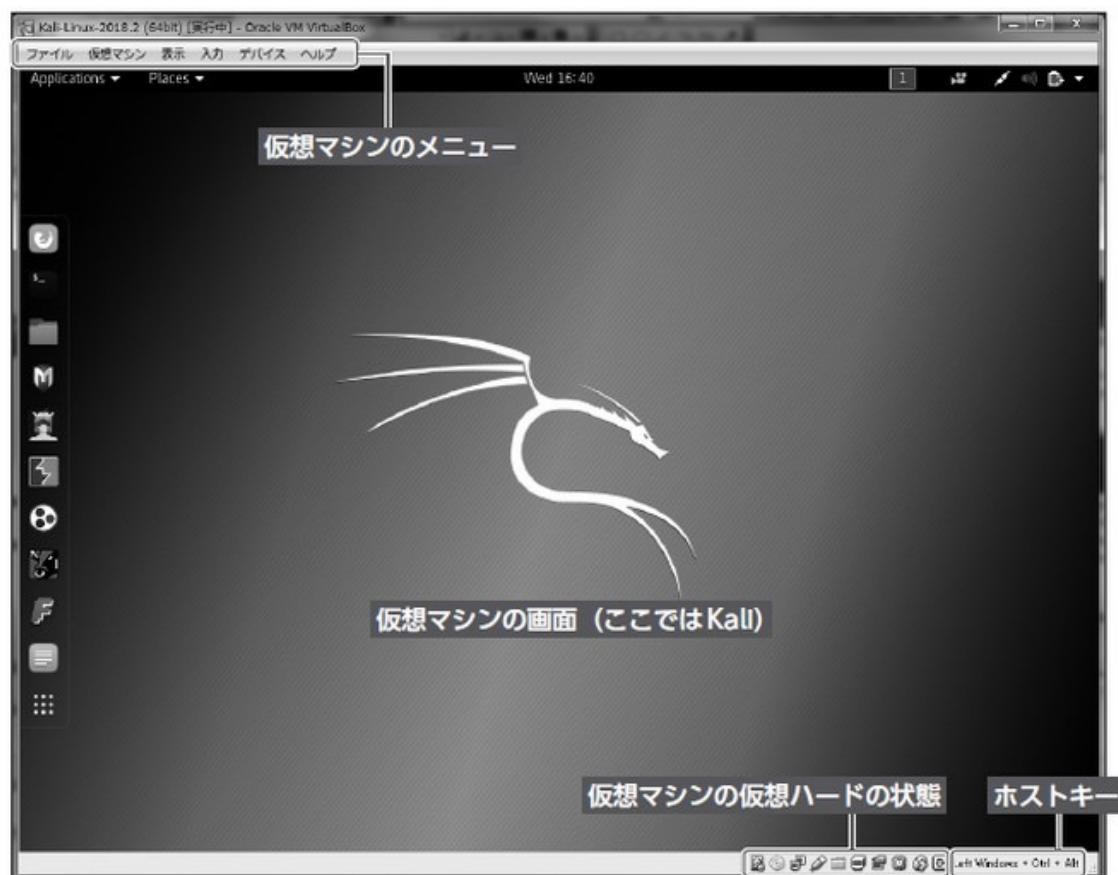 Kali-Linux-2018.2 (64bit) [実行中] - Oracle VM VirtualBox
ファイル 仮想マシン 表示 入力 デバイス ヘルプ
Applications Places Wed 16:40 1
仮想マシンのメニュー
仮想マシンの画面（ここではKali）
仮想マシンの仮想ハードの状態 ホストキー
Left Windows + Ctrl + Alt